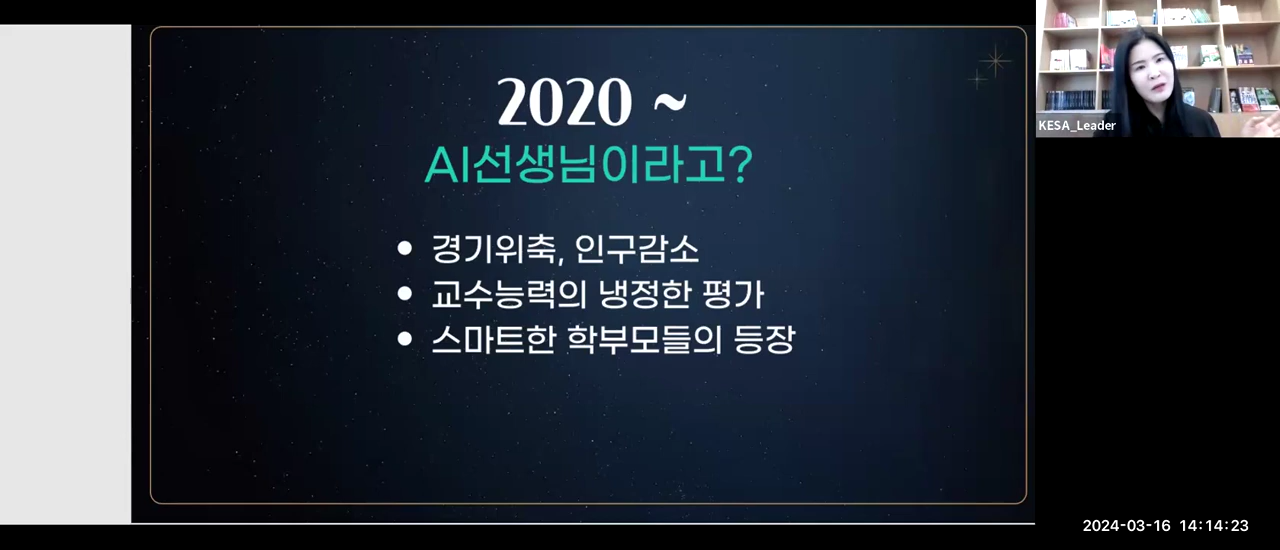 2020 ~
AI선생님이라고?
• 경기위축, 인구감소
• 교수능력의 냉정한 평가
• 스마트한 학부모들의 등장
KESA_Leader
2024-03-16 14:14:23